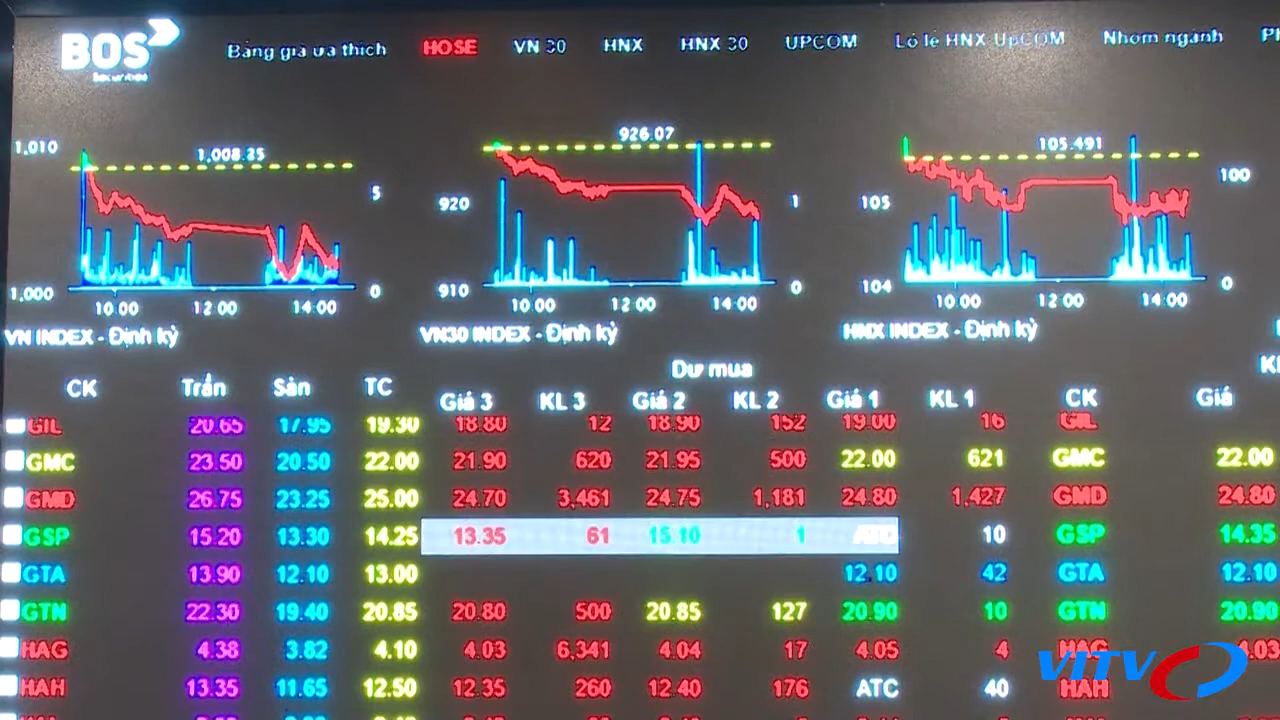 BOS
Securities
Bảng giá ưa thích HOSE VN 30 HNX HNX 30 UPCOM Lô lẻ HNX UpCOM Nhóm ngành
1,010 1,008.25 5 1,000 0
10:00 12:00 14:00
VN INDEX - Định kỳ
926.07 920 1 910 0
10:00 12:00 14:00
VN30 INDEX - Định kỳ
105.491 105 100 104 0
10:00 12:00 14:00
HNX INDEX - Định kỳ
Dư mua
CK Trần Sàn TC Giá 3 KL 3 Giá 2 KL 2 Giá 1 KL 1 CK Giá
GIL 20.65 17.95 19.30 18.80 12 18.90 152 19.00 16 GIL
GMC 23.50 20.50 22.00 21.90 620 21.95 500 22.00 621 GMC 22.00
GMD 26.75 23.25 25.00 24.70 3,461 24.75 1,181 24.80 1,427 GMD 24.80
GSP 15.20 13.30 14.25 13.35 61 15.10 1 ATC 10 GSP 14.35
GTA 13.90 12.10 13.00 12.10 42 GTA 12.10
GTN 22.30 19.40 20.85 20.80 500 20.85 127 20.90 10 GTN 20.90
HAG 4.38 3.82 4.10 4.03 6,341 4.04 17 4.05 4 HAG 4.03
HAH 13.35 11.65 12.50 12.35 260 12.40 176 ATC 40 HAH
VITV